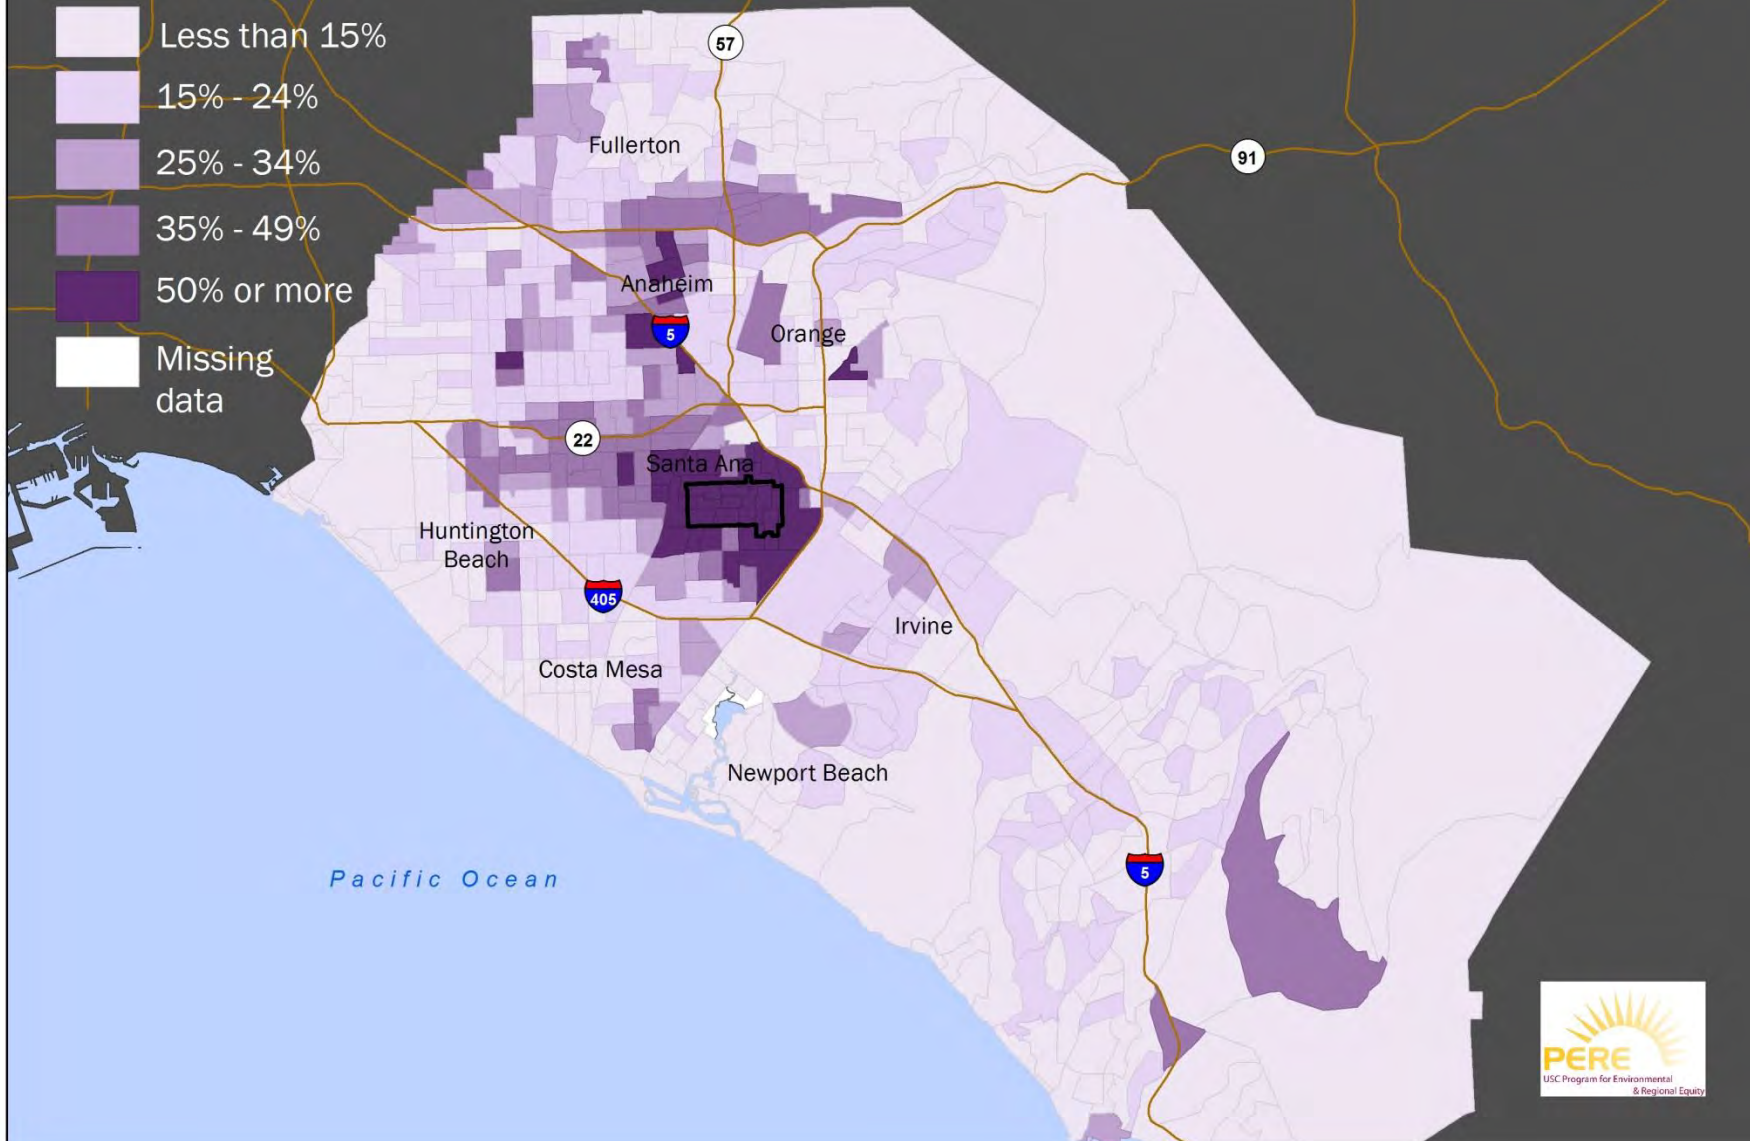 Less than 15%
15% - 24%
25% - 34%
35% - 49%
50% or more
Missing
data
57
91
Fullerton
Anaheim
5
Orange
22
Santa Ana
Huntington
Beach
405
Irvine
Costa Mesa
Newport Beach
5
Pacific Ocean
PERE
USC Program for Environmental
& Regional Equity